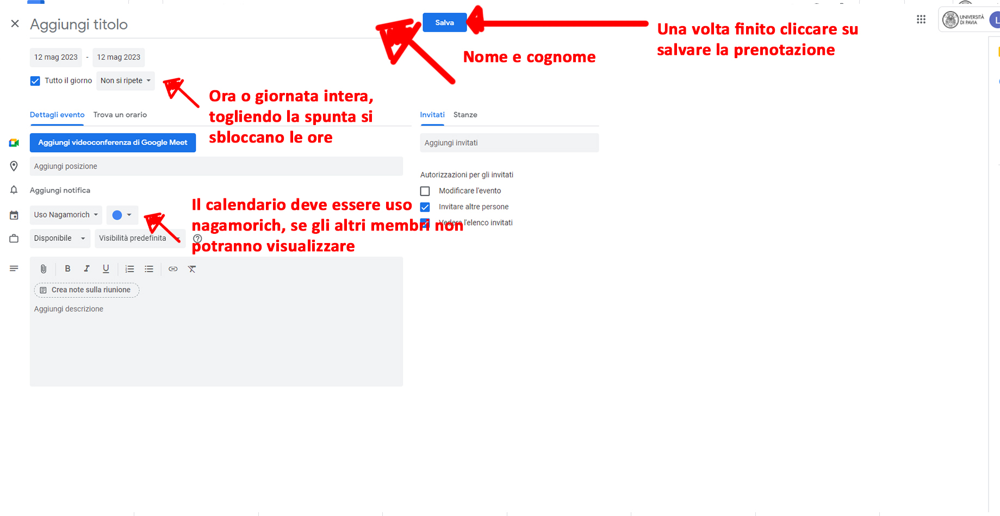 Aggiungi titolo
Salva
UNIVERSITÀ
DI PAVIA
L
Una volta finito cliccare su
salvare la prenotazione
Nome e cognome
12 mag 2023 - 12 mag 2023
Tutto il giorno Non si ripete
Ora o giornata intera,
togliendo la spunta si
sbloccano le ore
Dettagli evento Trova un orario
Invitati Stanze
Aggiungi videoconferenza di Google Meet
Aggiungi invitati
Aggiungi posizione
Autorizzazioni per gli invitati
Aggiungi notifica
Modificare l'evento
Invitare altre persone
Vedere l'elenco invitati
Uso Nagamorich
Il calendario deve essere uso
nagamorich, se gli altri membri non
potranno visualizzare
Disponibile Visibilità predefinita
B I U
Crea note sulla riunione
Aggiungi descrizione